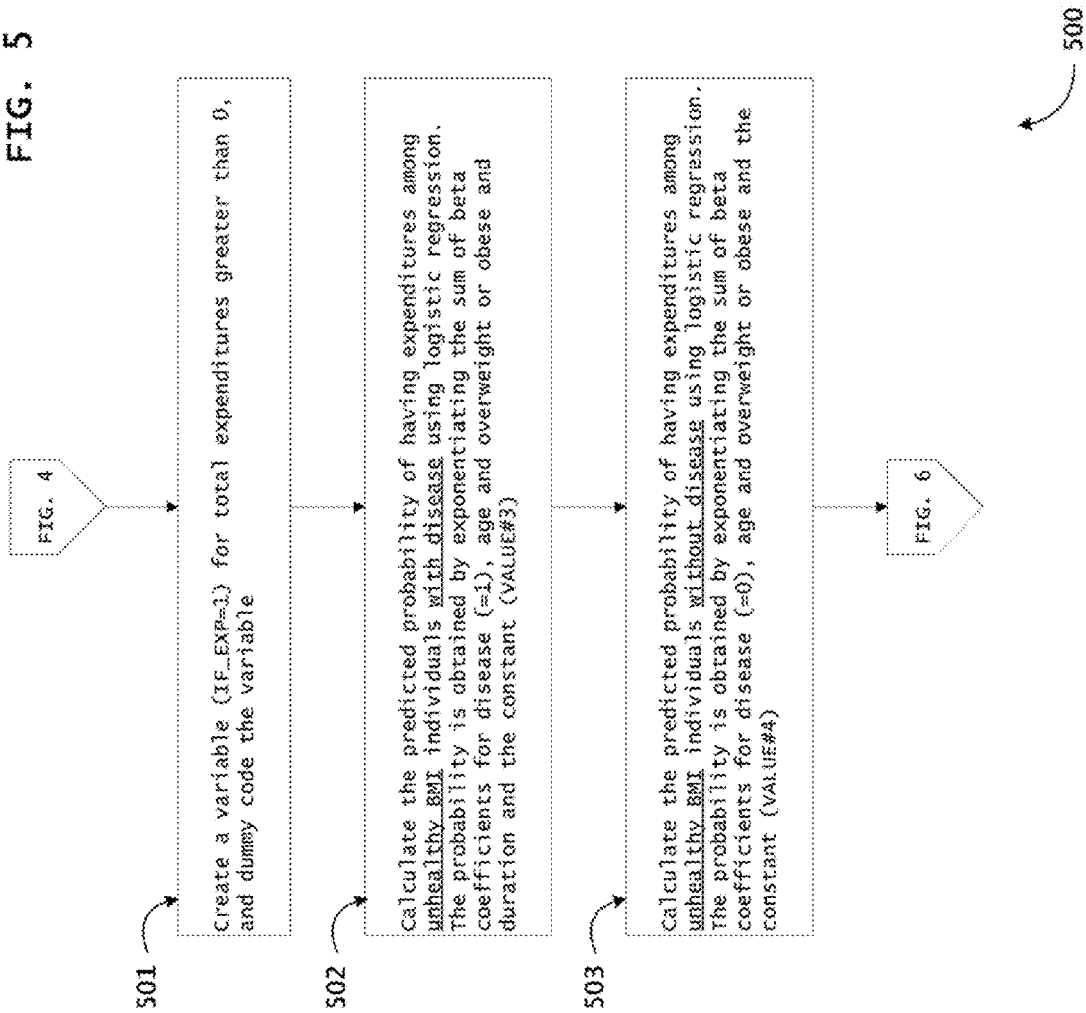 FIG. 5
FIG. 4
501
Create a variable (IF_EXP=1) for total expenditures greater than 0,
and dummy code the variable
502
Calculate the predicted probability of having expenditures among
unhealthy BMI individuals with disease using logistic regression.
The probability is obtained by exponentiating the sum of beta
coefficients for disease (=1), age and overweight or obese and
duration and the constant (VALUE#3)
503
Calculate the predicted probability of having expenditures among
unhealthy BMI individuals without disease using logistic regression.
The probability is obtained by exponentiating the sum of beta
coefficients for disease (=0), age and overweight or obese and the
constant (VALUE#4)
FIG. 6
500